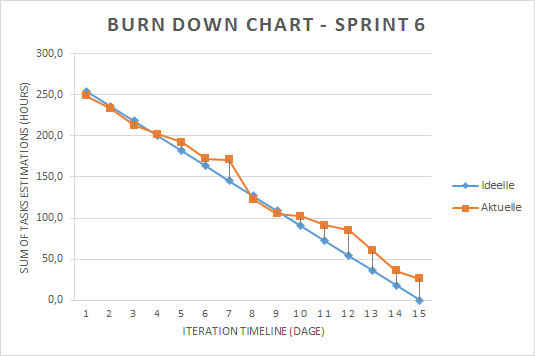 BURN DOWN CHART - SPRINT 6
300,0
250,0
200,0
150,0
100,0
50,0
0,0
SUM OF TASKS ESTIMATIONS (HOURS)
1 2 3 4 5 6 7 8 9 10 11 12 13 14 15
ITERATION TIMELINE (DAGE)
Ideelle
Aktuelle